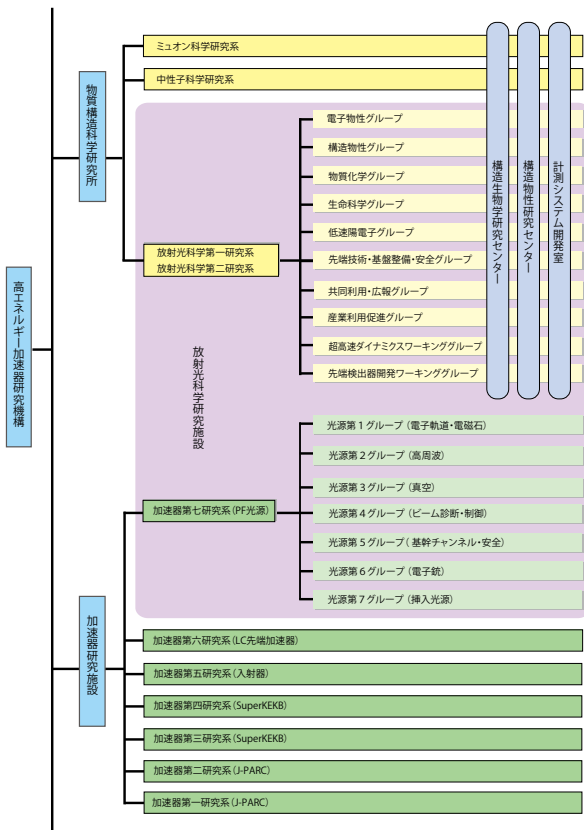 高エネルギー加速器研究機構
物質構造科学研究所
ミュオン科学研究系
中性子科学研究系
放射光科学第一研究系
放射光科学第二研究系
電子物性グループ
構造物性グループ
物質化学グループ
生命科学グループ
低速陽電子グループ
先端技術・基盤整備・安全グループ
共同利用・広報グループ
産業利用促進グループ
超高速ダイナミクスワーキンググループ
先端検出器開発ワーキンググループ
構造生物学研究センター
構造物性研究センター
計測システム開発室
放射光科学研究施設
加速器研究施設
加速器第七研究系(PF光源)
光源第1グループ(電子軌道・電磁石)
光源第2グループ(高周波)
光源第3グループ(真空)
光源第4グループ(ビーム診断・制御)
光源第5グループ(基幹チャンネル・安全)
光源第6グループ(電子銃)
光源第7グループ(挿入光源)
加速器第六研究系(LC先端加速器)
加速器第五研究系(入射器)
加速器第四研究系(SuperKEKB)
加速器第三研究系(SuperKEKB)
加速器第二研究系(J-PARC)
加速器第一研究系(J-PARC)